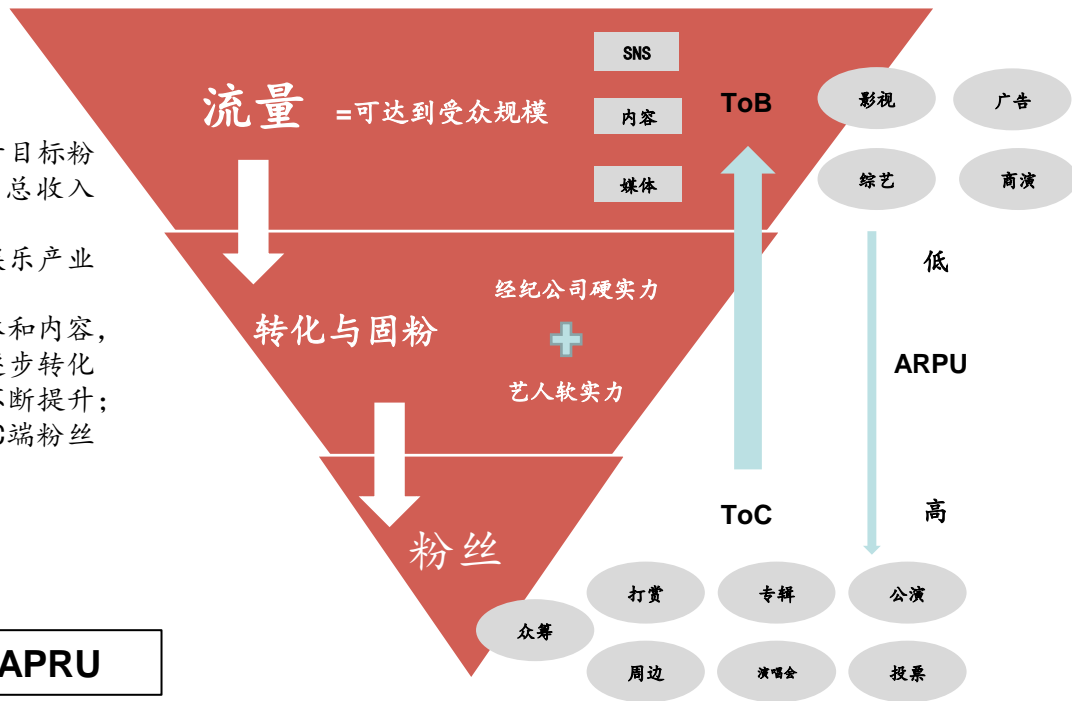 流量
=可达到受众规模
SNS
内容
媒体
ToB
影视
广告
综艺
商演
目标粉
总收入
乐产业
和内容，
步转化
断提升；
端粉丝
转化与固粉
经纪公司硬实力
艺人软实力
低
ARPU
高
ToC
粉丝
众筹
打赏
专辑
公演
周边
演唱会
投票
APRU